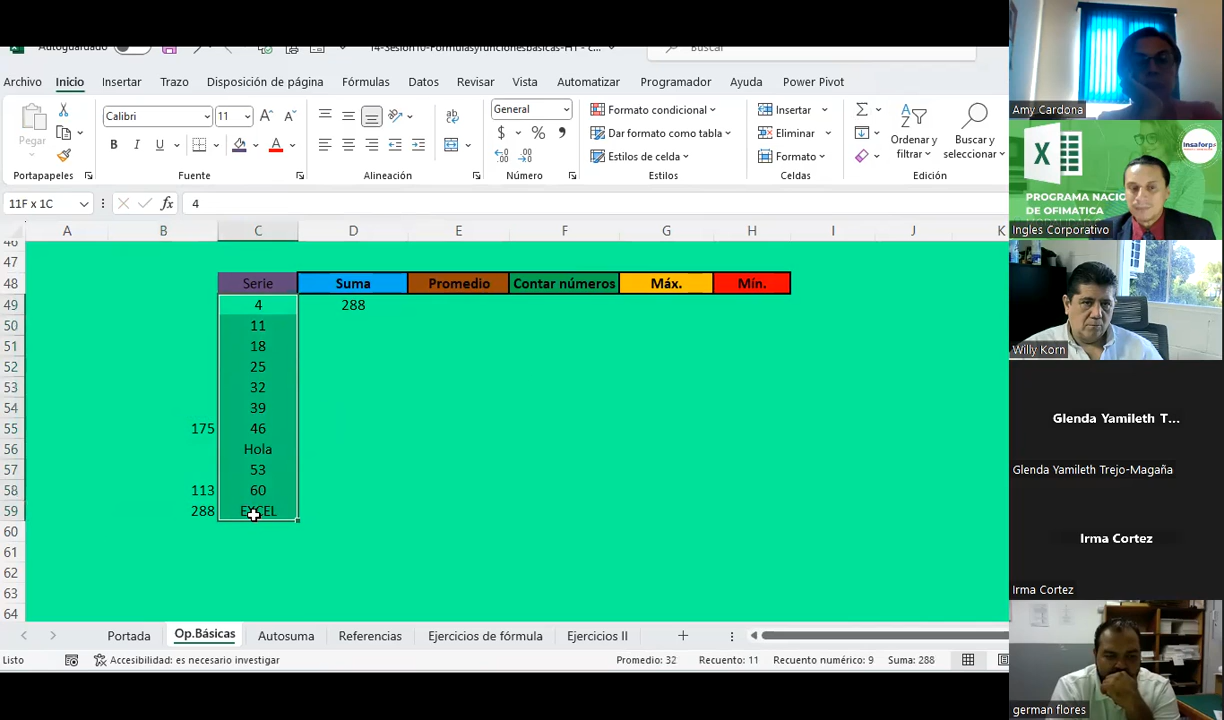 Autoguardado
14-Sesion10-Formulasyfuncionesbasicas-H1 - c...
Buscar
Archivo Inicio Insertar Trazo Disposición de página Fórmulas Datos Revisar Vista Automatizar Programador Ayuda Power Pivot
Pegar
Calibri 11
N K S
General
$ % 
Formato condicional
Dar formato como tabla
Estilos de celda
Insertar
Eliminar
Formato
Ordenar y
filtrar
Buscar y
seleccionar
Portapapeles Fuente Alineación Número Estilos Celdas Edición
11F x 1C fx 4
A B C D E F G H I J K
46
47
48 Serie Suma Promedio Contar números Máx. Mín.
49 4 288
50 11
51 18
52 25
53 32
54 39
55 175 46
56 Hola
57 53
58 113 60
59 288 EXCEL
60
61
62
63
64
Portada Op.Básicas Autosuma Referencias Ejercicios de fórmula Ejercicios II
Listo Accesibilidad: es necesario investigar Promedio: 32 Recuento: 11 Recuento numérico: 9 Suma: 288
Amy Cardona
X
insaforp
PROGRAMA NACIO
DE OFIMATICA
Ingles Corporativo
Willy Korn
Glenda Yamileth T...
Glenda Yamileth Trejo-Magaña
Irma Cortez
Irma Cortez
german flores